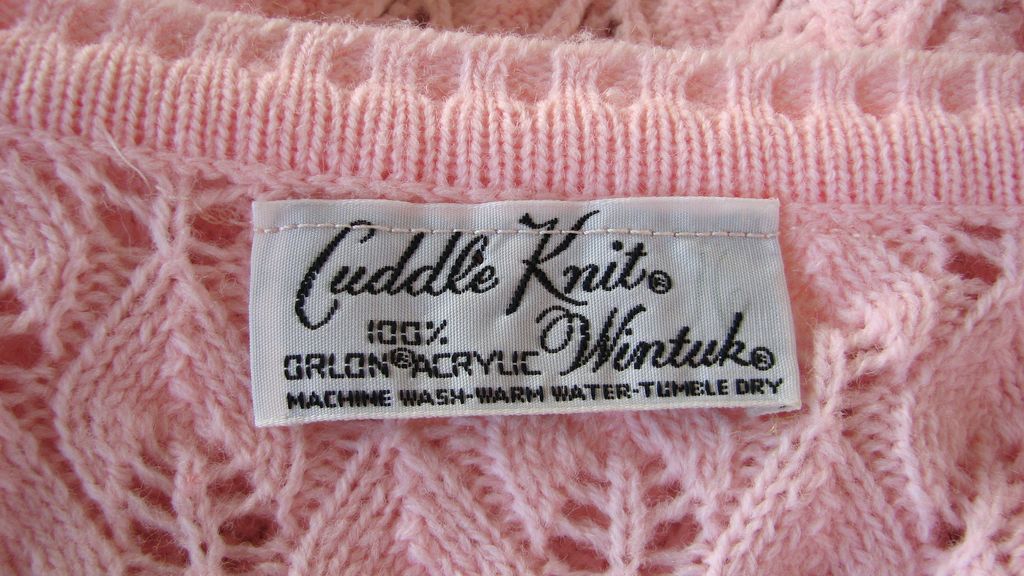 Cuddle Knit®
100%
ORLON® ACRYLIC Wintuk®
MACHINE WASH-WARM WATER-TUMBLE DRY